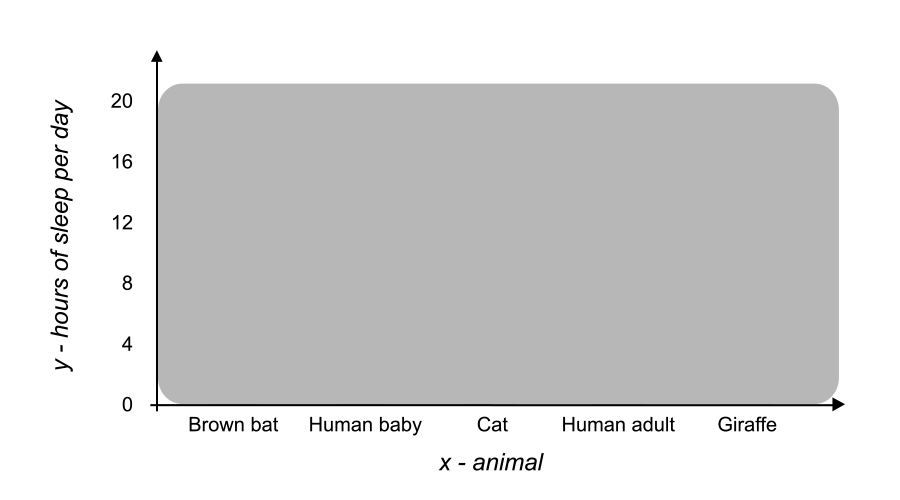 y - hours of sleep per day
20
16
12
8
4
0
Brown bat Human baby Cat Human adult Giraffe
x - animal